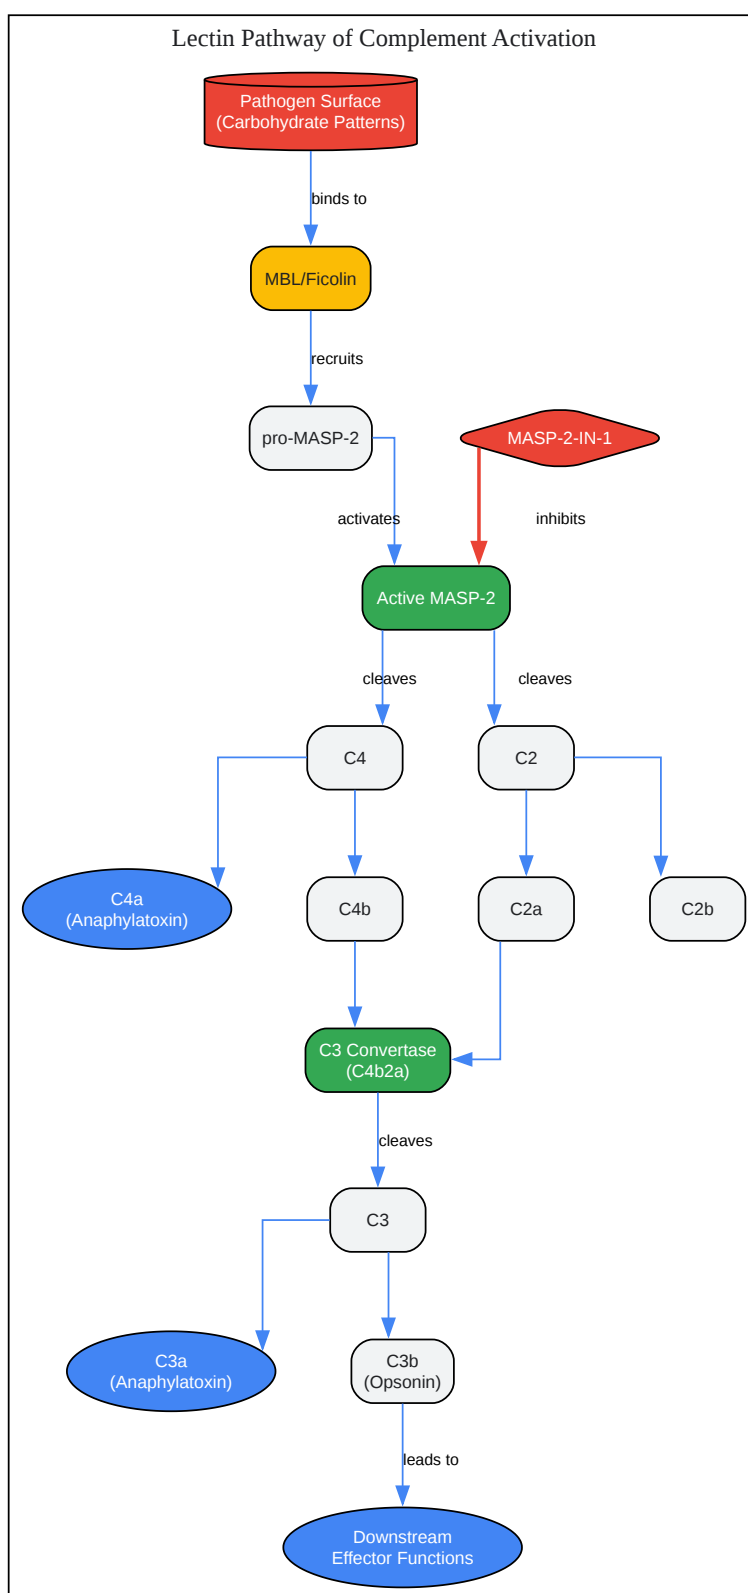 Lectin Pathway of Complement Activation
Pathogen Surface
(Carbohydrate Patterns)
binds to
MBL/Ficolin
recruits
pro-MASP-2
MASP-2-IN-1
activates
inhibits
Active MASP-2
cleaves
cleaves
C4
C2
C4a
(Anaphylatoxin)
C4b
C2a
C2b
C3 Convertase
(C4b2a)
cleaves
C3
C3a
(Anaphylatoxin)
C3b
(Opsonin)
leads to
Downstream
Effector Functions